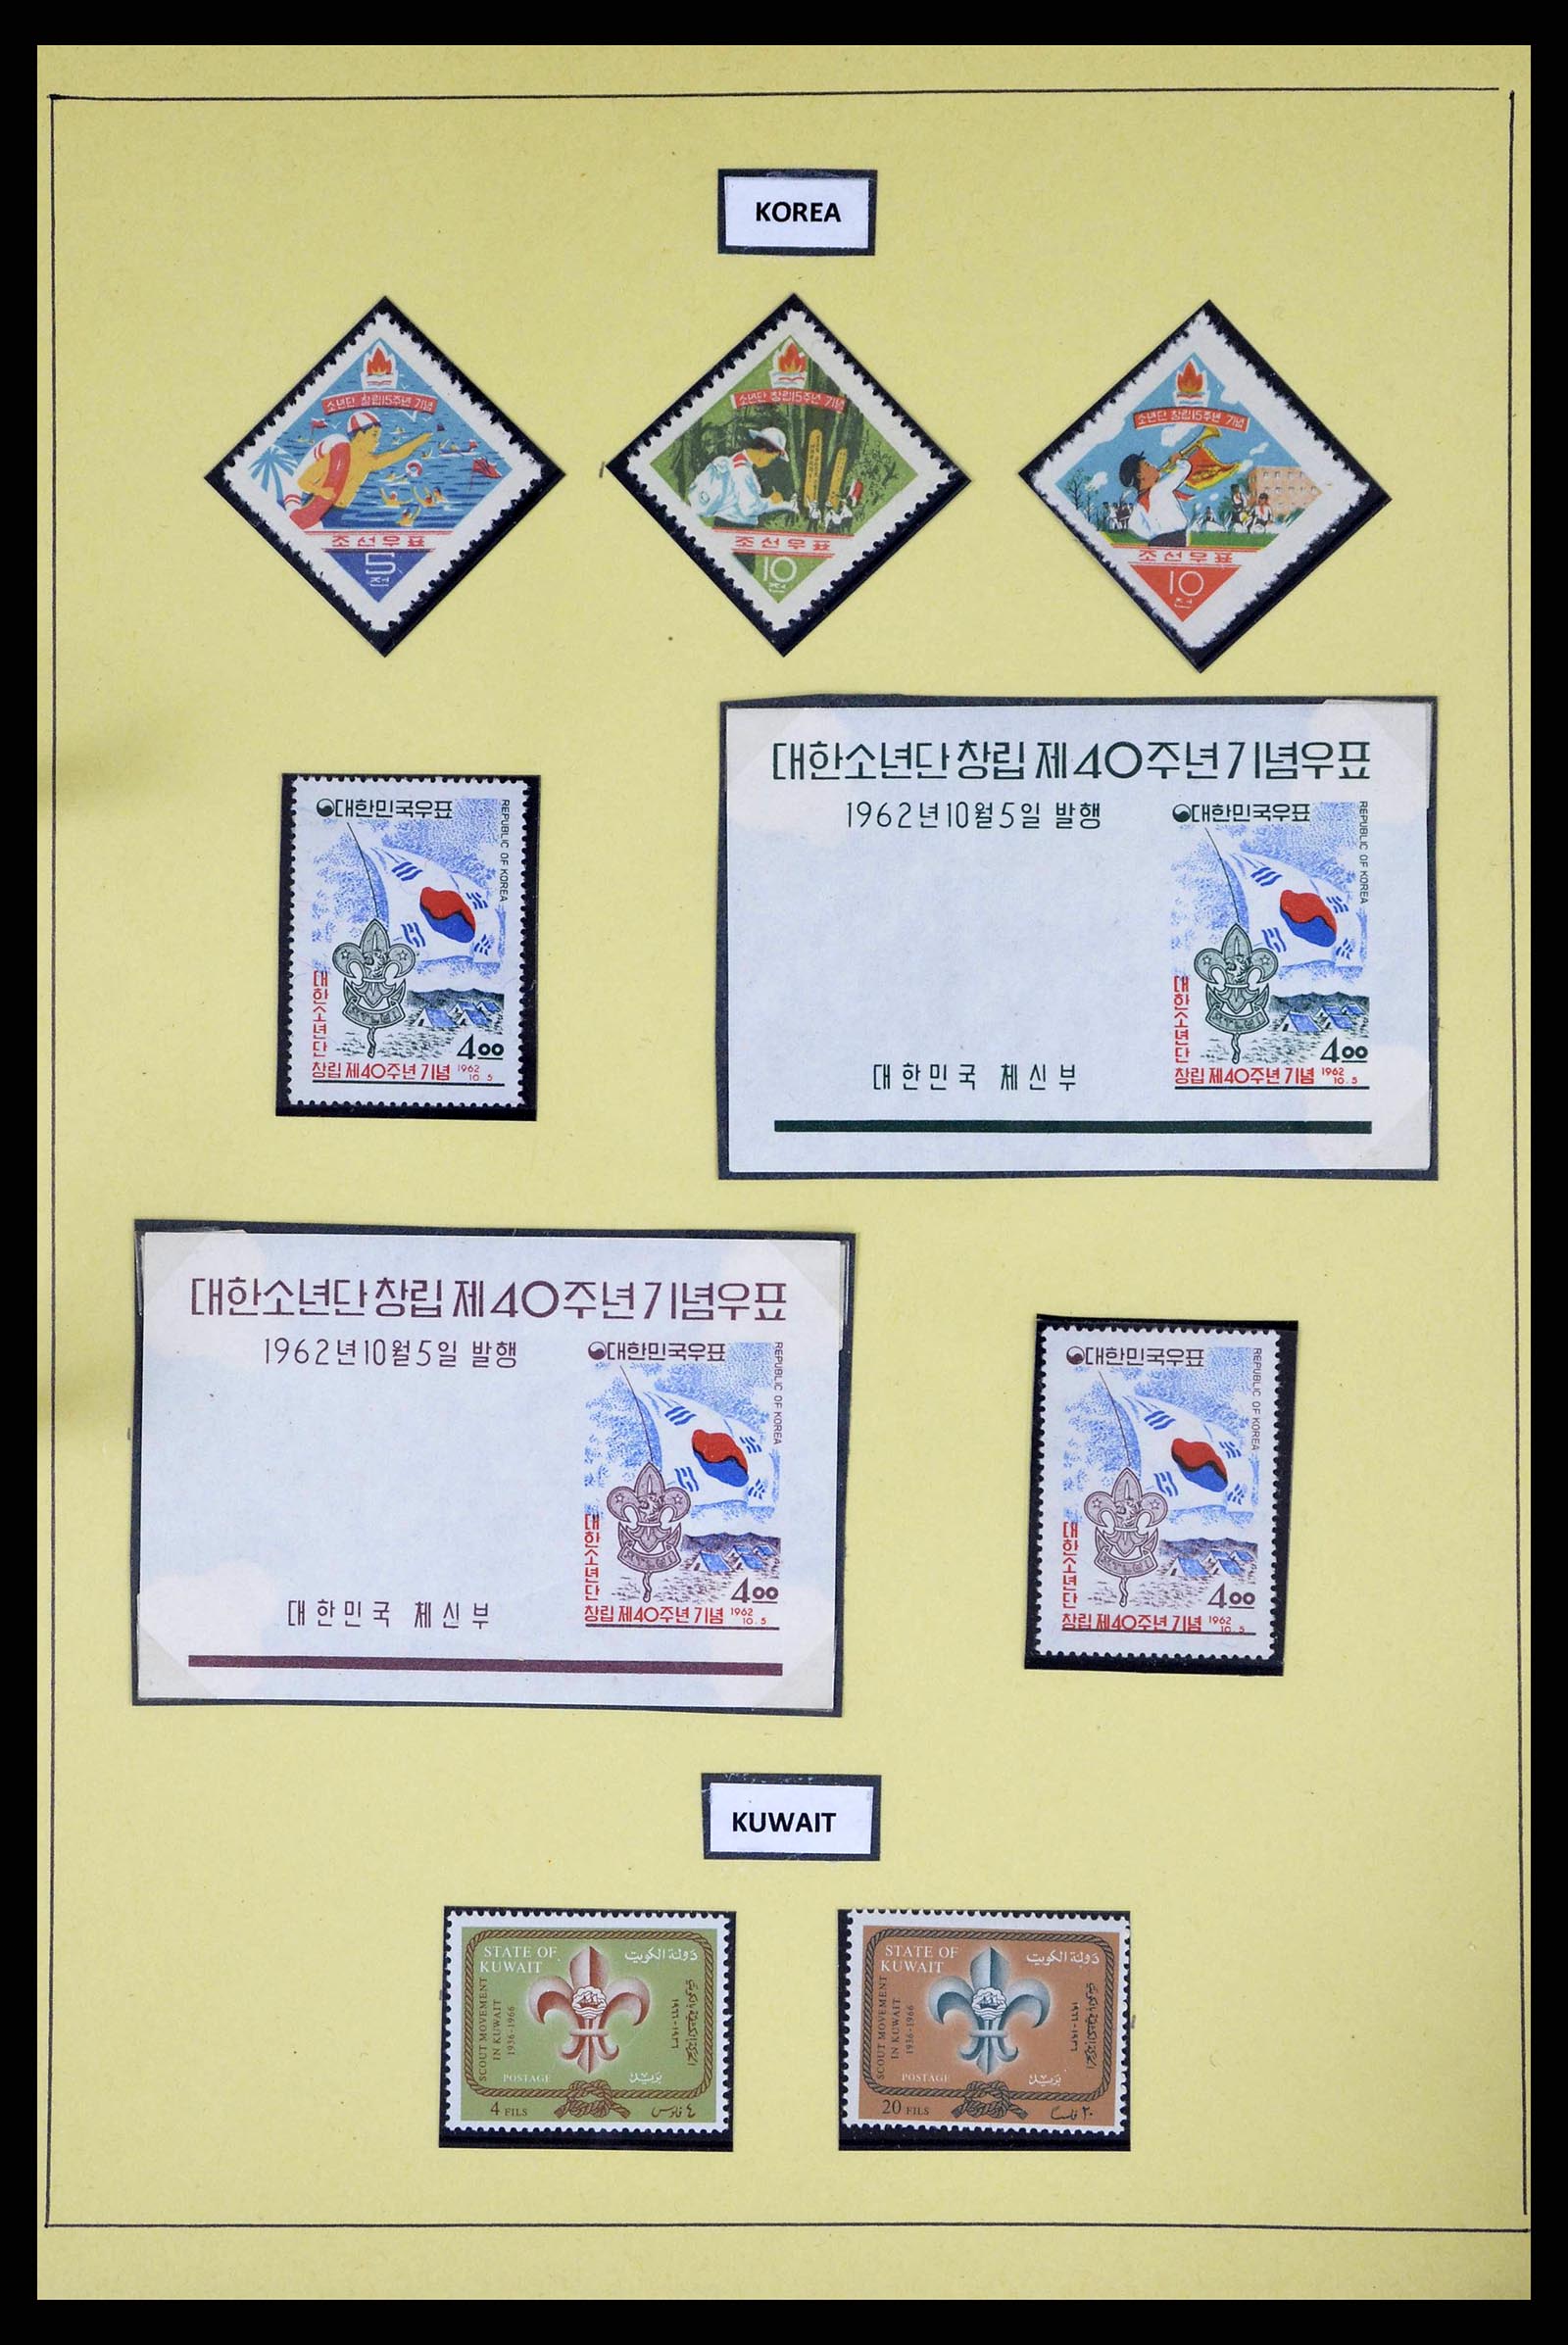 KOREA
소년단 창립15주년 기념
조선우표
5
전
소년단 창립15주년 기념
조선우표
10
전
소년단 창립15주년 기념
조선우표
10
전
대한민국우표
REPUBLIC OF KOREA
대한소년단
4.00
창립 제40주년 기념 1962 10. 5
대한소년단 창립 제40주년 기념우표
1962년 10월 5일 발행
대한민국우표
REPUBLIC OF KOREA
대한소년단
4.00
창립 제40주년 기념 1962 10. 5
대한민국 체신부
대한소년단 창립 제40주년 기념우표
1962년 10월 5일 발행
대한민국우표
REPUBLIC OF KOREA
대한소년단
4.00
창립 제40주년 기념 1962 10. 5
대한민국 체신부
대한민국우표
REPUBLIC OF KOREA
대한소년단
4.00
창립 제40주년 기념 1962 10. 5
KUWAIT
STATE OF
KUWAIT
دولة الكويت
SCOUT MOVEMENT
IN KUWAIT
1936-1966
١٩٣٦-١٩٦٦
POSTAGE
بريد
4 FILS
٤ فلوس
STATE OF
KUWAIT
دولة الكويت
SCOUT MOVEMENT
IN KUWAIT
1936-1966
١٩٣٦-١٩٦٦
POSTAGE
بريد
20 FILS
٢٠ فلسا